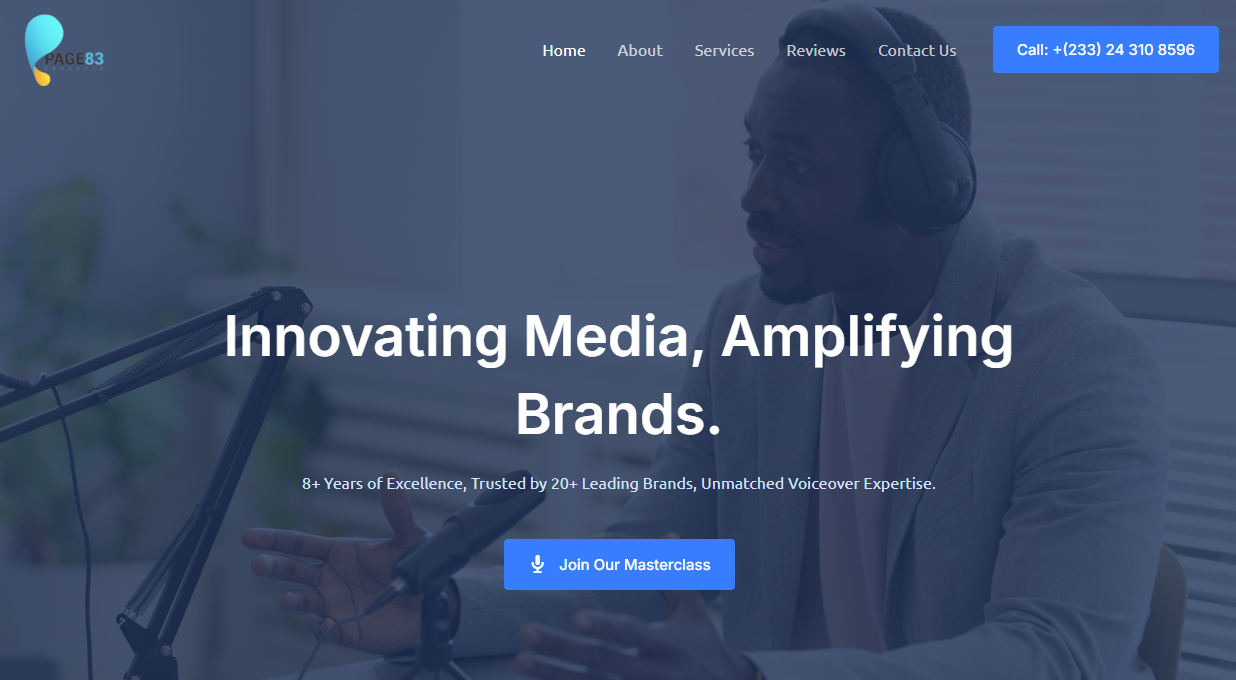 PAGE83
Home
About
Services
Reviews
Contact Us
Call: +(233) 24 310 8596
Innovating Media, Amplifying
Brands.
8+ Years of Excellence, Trusted by 20+ Leading Brands, Unmatched Voiceover Expertise.
Join Our Masterclass